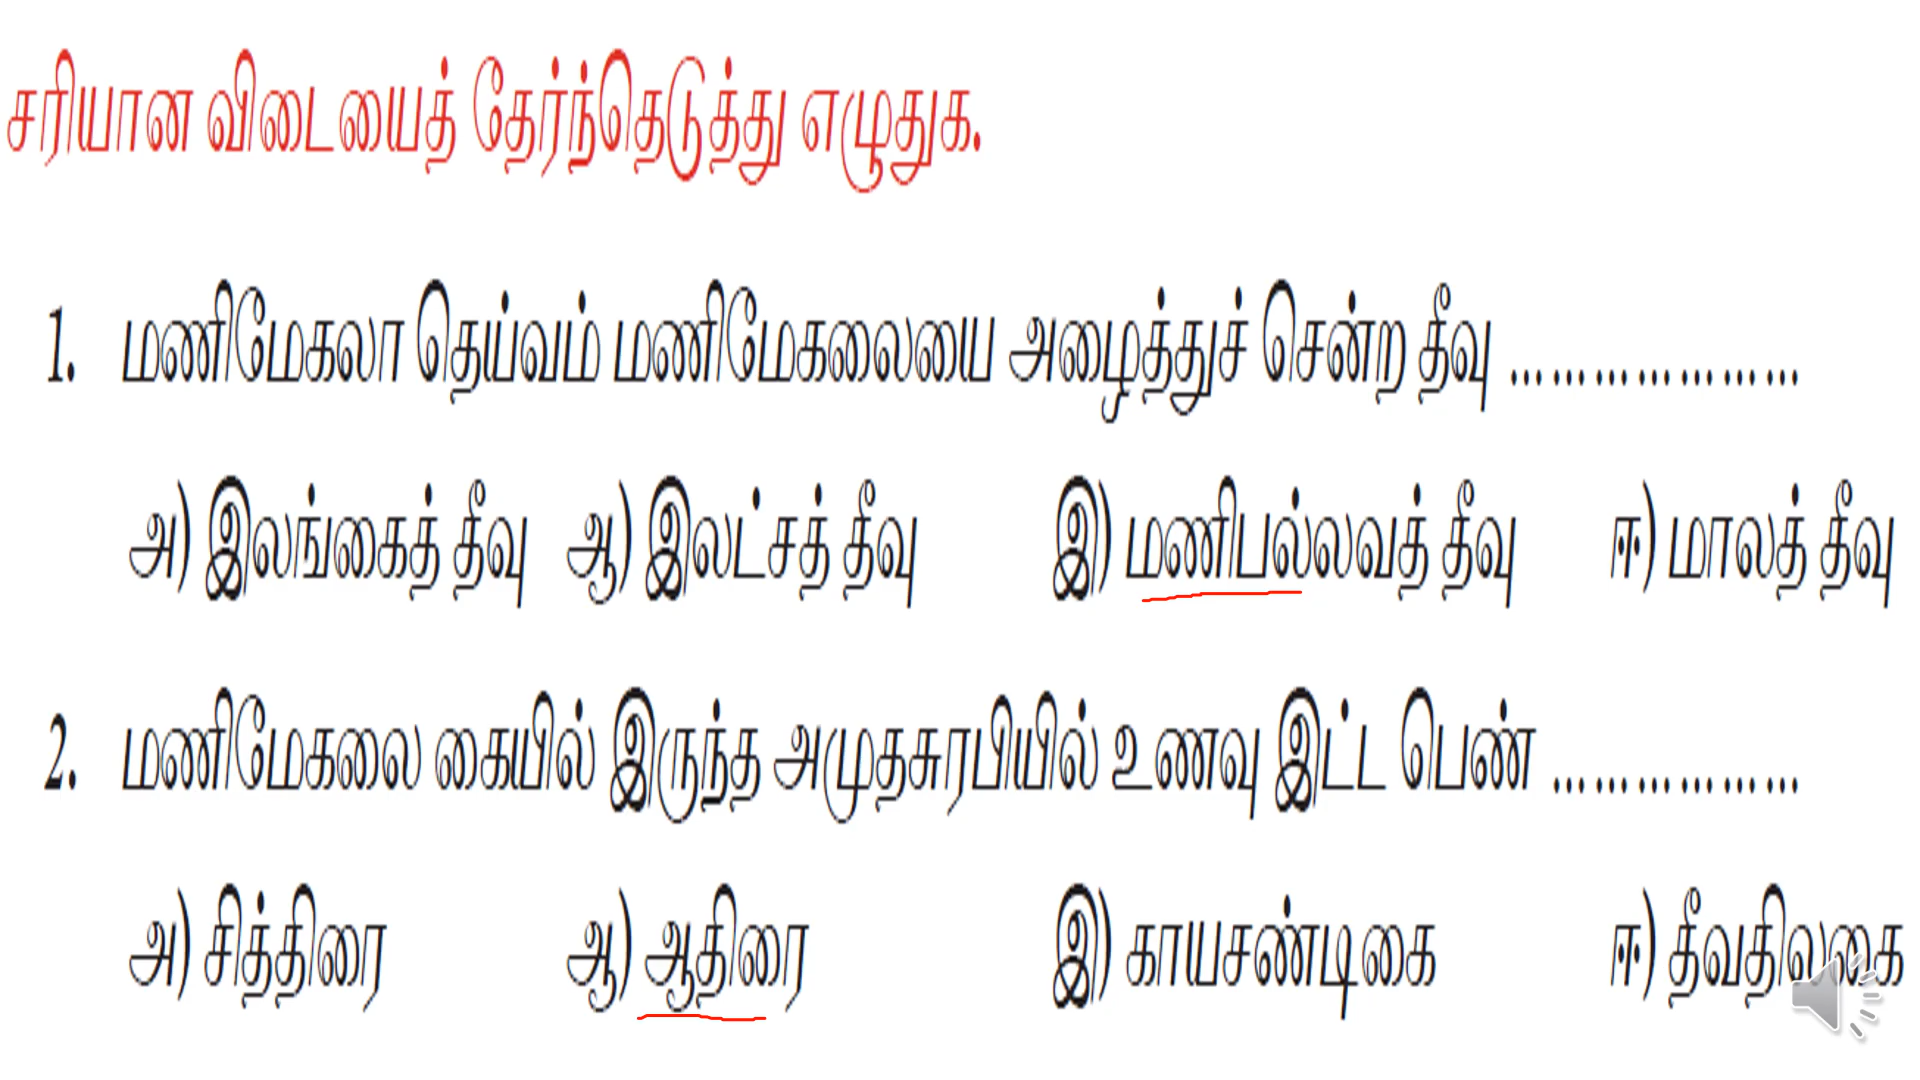 சரியான விடையைத் தேர்ந்தெடுத்து எழுதுக.
1. மணிமேகலா தெய்வம் மணிமேகலையை அழைத்துச் சென்ற தீவு .....................
அ) இலங்கைத் தீவு ஆ) இலட்சத் தீவு இ) மணிபல்லவத் தீவு ஈ) மாலத் தீவு
2. மணிமேகலை கையில் இருந்த அமுதசுரபியில் உணவு இட்ட பெண் ..................
அ) சித்திரை ஆ) ஆதிரை இ) காயசண்டிகை ஈ) தீவதிலகை